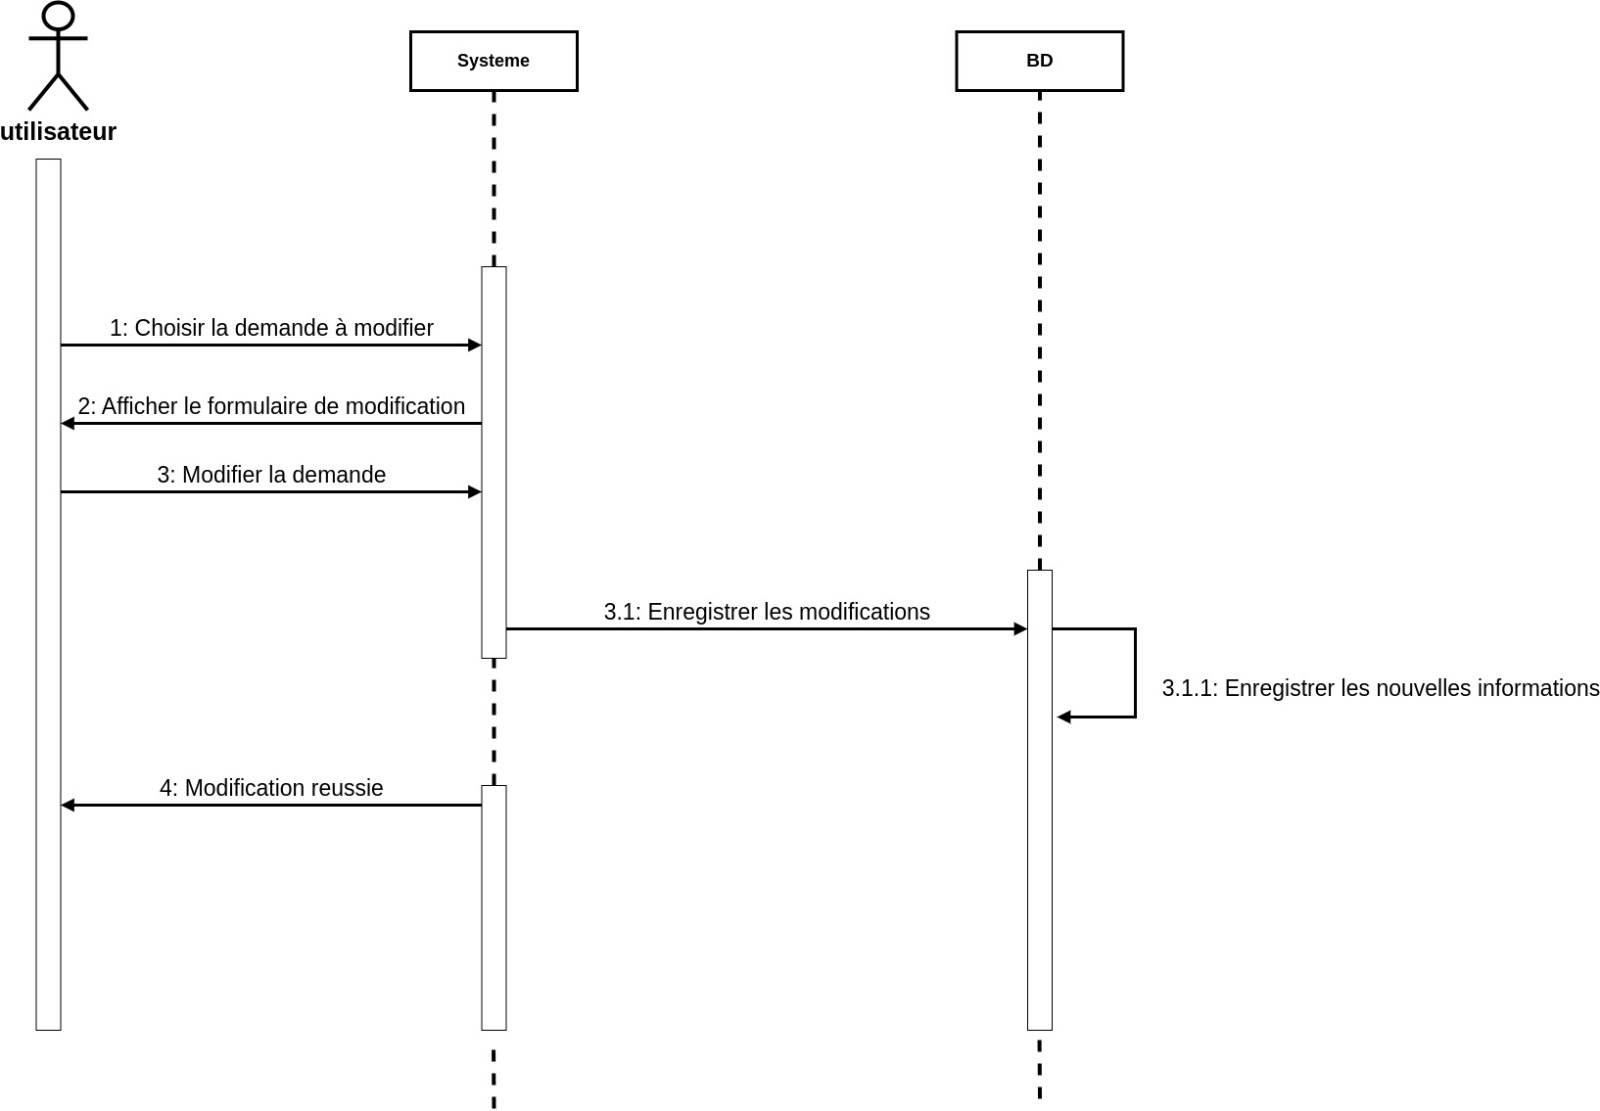 utilisateur
Systeme
BD
1: Choisir la demande à modifier
2: Afficher le formulaire de modification
3: Modifier la demande
3.1: Enregistrer les modifications
3.1.1: Enregistrer les nouvelles informations
4: Modification reussie